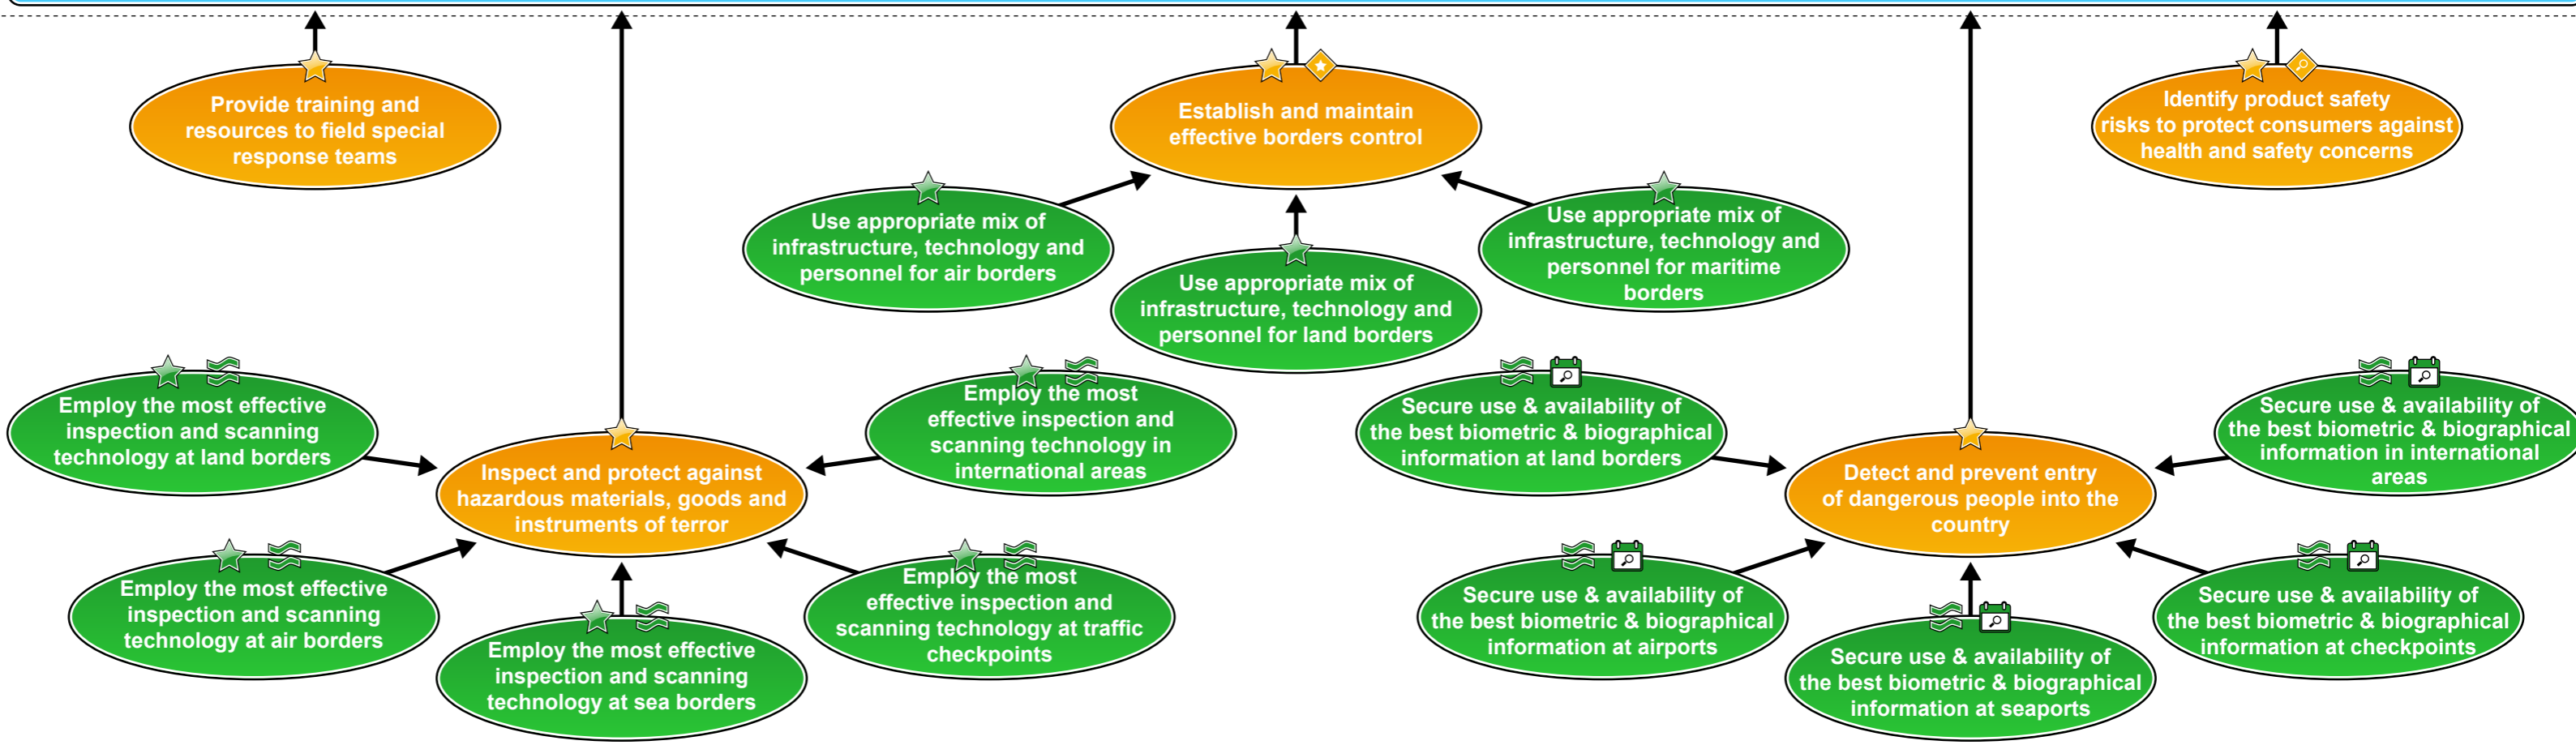 Provide training and
resources to field special
response teams
Establish and maintain
effective borders control
Identify product safety
risks to protect consumers against
health and safety concerns
Use appropriate mix of
infrastructure, technology and
personnel for air borders
Use appropriate mix of
infrastructure, technology and
personnel for land borders
Use appropriate mix of
infrastructure, technology and
personnel for maritime
borders
Employ the most effective
inspection and scanning
technology at land borders
Inspect and protect against
hazardous materials, goods and
instruments of terror
Employ the most
effective inspection and
scanning technology in
international areas
Secure use & availability of
the best biometric & biographical
information at land borders
Detect and prevent entry
of dangerous people into the
country
Secure use & availability of
the best biometric & biographical
information in international
areas
Employ the most effective
inspection and scanning
technology at air borders
Employ the most effective
inspection and scanning
technology at sea borders
Employ the most
effective inspection and
scanning technology at traffic
checkpoints
Secure use & availability of
the best biometric & biographical
information at airports
Secure use & availability of
the best biometric & biographical
information at seaports
Secure use & availability of
the best biometric & biographical
information at checkpoints